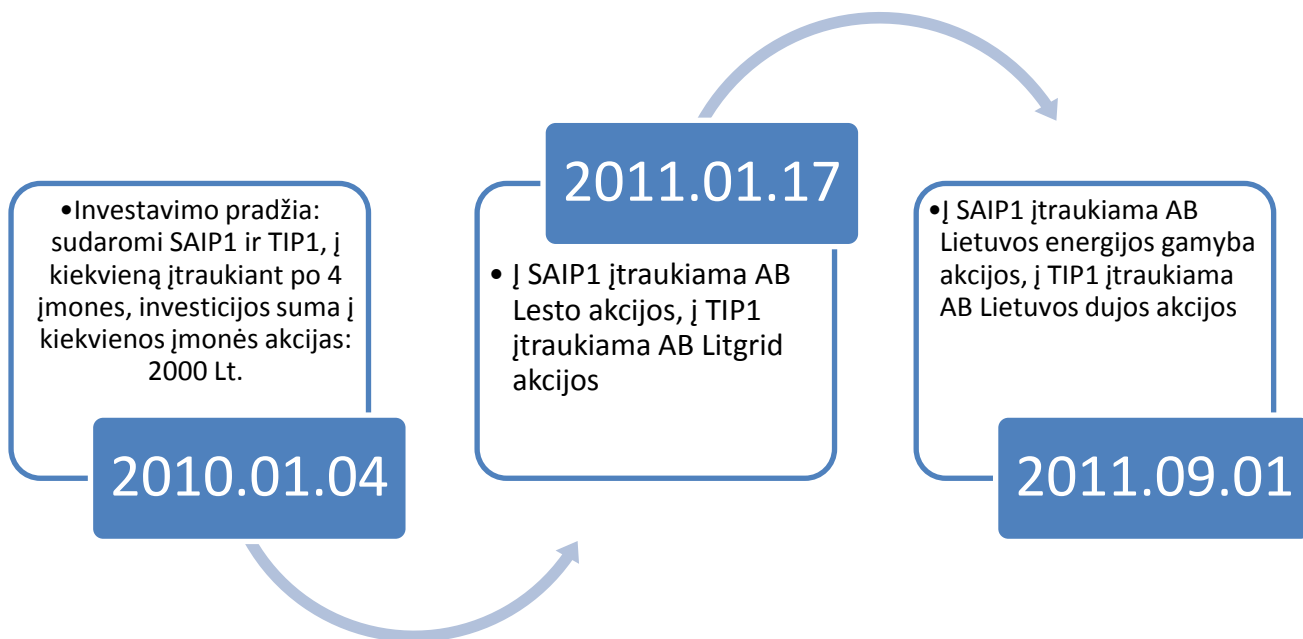 •Investavimo pradžia:
sudaromi SAIP1 ir TIP1, į
kiekvieną įtraukiant po 4
įmones, investicijos suma į
kiekvienos įmonės akcijas:
2000 Lt.
2010.01.04
2011.01.17
• Į SAIP1 įtraukiama AB
Lesto akcijos, į TIP1
įtraukiama AB Litgrid
akcijos
•Į SAIP1 įtraukiama AB
Lietuvos energijos gamyba
akcijos, į TIP1 įtraukiama
AB Lietuvos dujos akcijos
2011.09.01